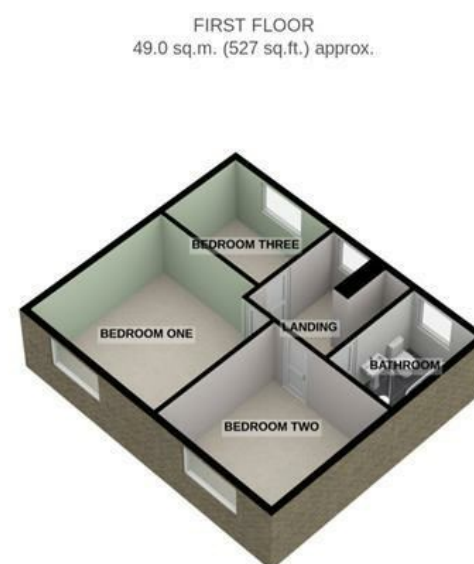 FIRST FLOOR
49.0 sq.m. (527 sq.ft.) approx.
BEDROOM THREE
BEDROOM ONE
LANDING
BATHROOM
BEDROOM TWO